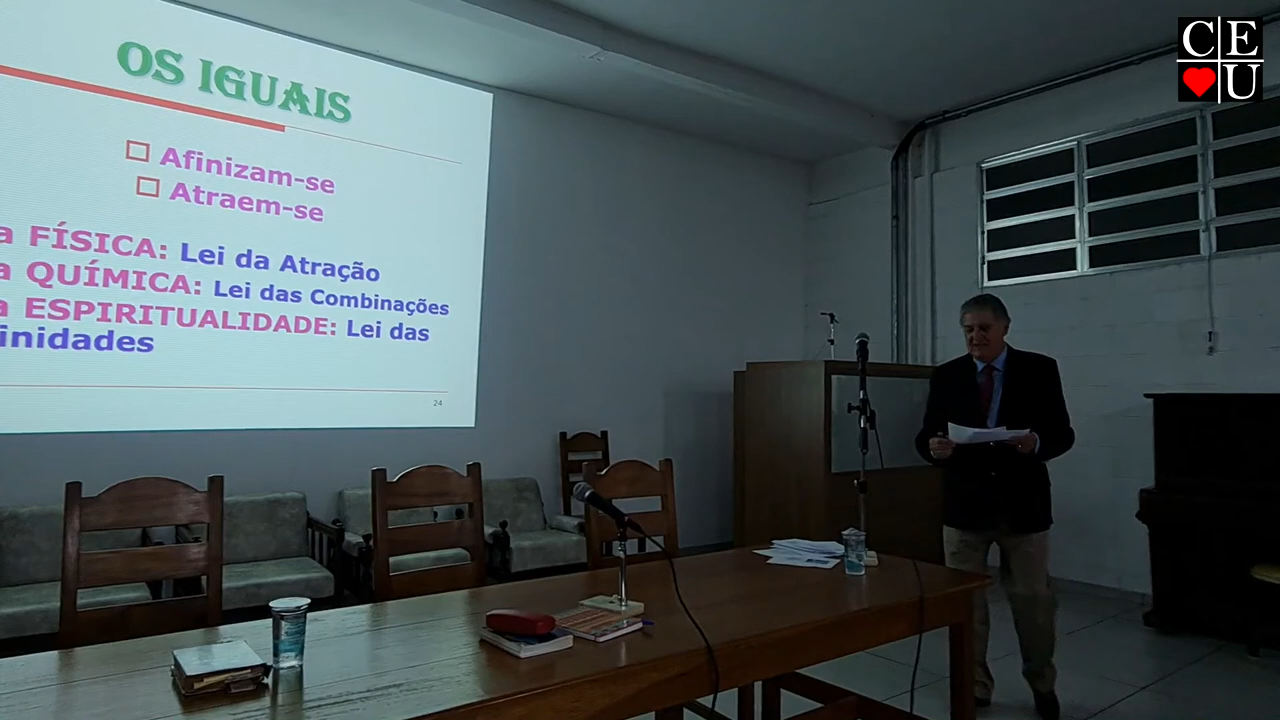 OS IGUAIS
Afinizam-se
Atraem-se
a FÍSICA: Lei da Atração
a QUÍMICA: Lei das Combinações
a ESPIRITUALIDADE: Lei das
inidades
24
C E
U